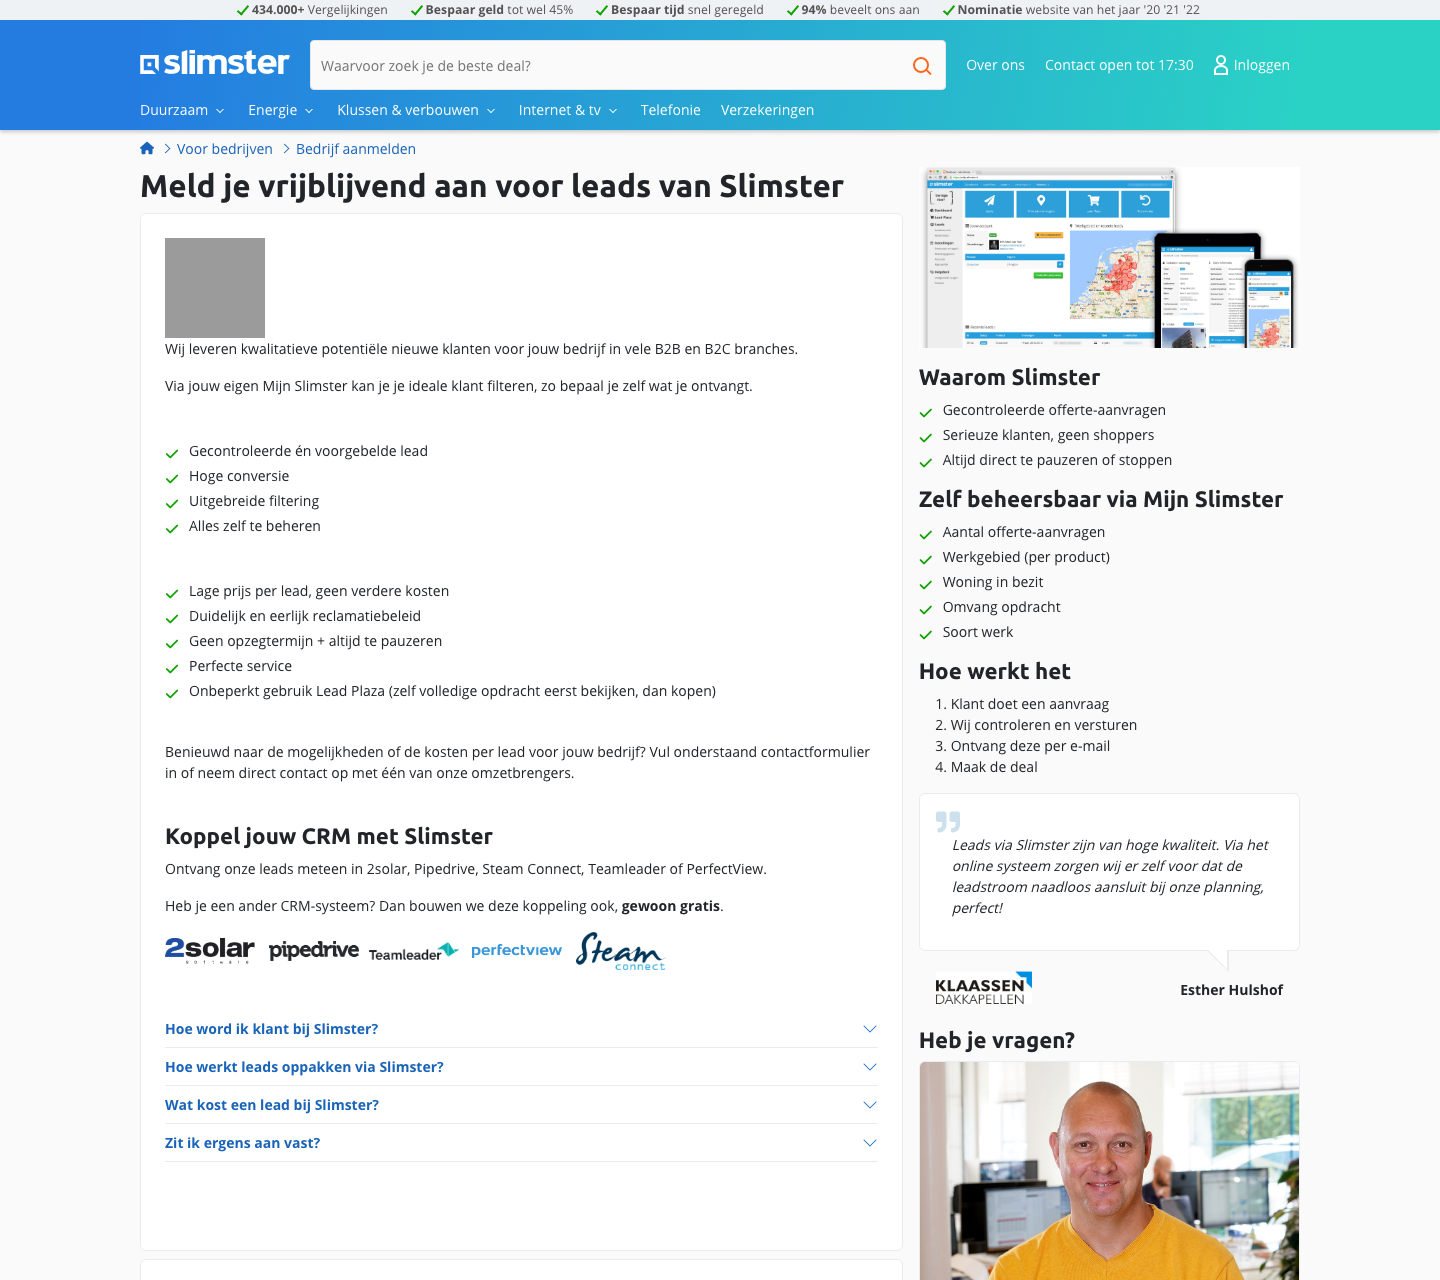 434.000+ Vergelijkingen
Bespaar geld tot wel 45%
Bespaar tijd snel geregeld
94% beveelt ons aan
Nominatie website van het jaar '20 '21 '22
slimster
Waarvoor zoek je de beste deal?
Over ons
Contact open tot 17:30
Inloggen
Duurzaam
Energie
Klussen & verbouwen
Internet & tv
Telefonie
Verzekeringen
Voor bedrijven
Bedrijf aanmelden
Meld je vrijblijvend aan voor leads van Slimster
Wij leveren kwalitatieve potentiële nieuwe klanten voor jouw bedrijf in vele B2B en B2C branches.
Via jouw eigen Mijn Slimster kan je je ideale klant filteren, zo bepaal je zelf wat je ontvangt.
Gecontroleerde én voorgebelde lead
Hoge conversie
Uitgebreide filtering
Alles zelf te beheren
Lage prijs per lead, geen verdere kosten
Duidelijk en eerlijk reclamatiebeleid
Geen opzegtermijn + altijd te pauzeren
Perfecte service
Onbeperkt gebruik Lead Plaza (zelf volledige opdracht eerst bekijken, dan kopen)
Benieuwd naar de mogelijkheden of de kosten per lead voor jouw bedrijf? Vul onderstaand contactformulier
in of neem direct contact op met één van onze omzetbrengers.
Koppel jouw CRM met Slimster
Ontvang onze leads meteen in 2solar, Pipedrive, Steam Connect, Teamleader of PerfectView.
Heb je een ander CRM-systeem? Dan bouwen we deze koppeling ook, gewoon gratis.
2solar
software
pipedrive
Teamleader
perfectview
Steam
connect
Hoe word ik klant bij Slimster?
Hoe werkt leads oppakken via Slimster?
Wat kost een lead bij Slimster?
Zit ik ergens aan vast?
slimster
Waarom Slimster
Gecontroleerde offerte-aanvragen
Serieuze klanten, geen shoppers
Altijd direct te pauzeren of stoppen
Zelf beheersbaar via Mijn Slimster
Aantal offerte-aanvragen
Werkgebied (per product)
Woning in bezit
Omvang opdracht
Soort werk
Hoe werkt het
1. Klant doet een aanvraag
2. Wij controleren en versturen
3. Ontvang deze per e-mail
4. Maak de deal
Leads via Slimster zijn van hoge kwaliteit. Via het
online systeem zorgen wij er zelf voor dat de
leadstroom naadloos aansluit bij onze planning,
perfect!
KLAASSEN
DAKKAPELLEN
Esther Hulshof
Heb je vragen?